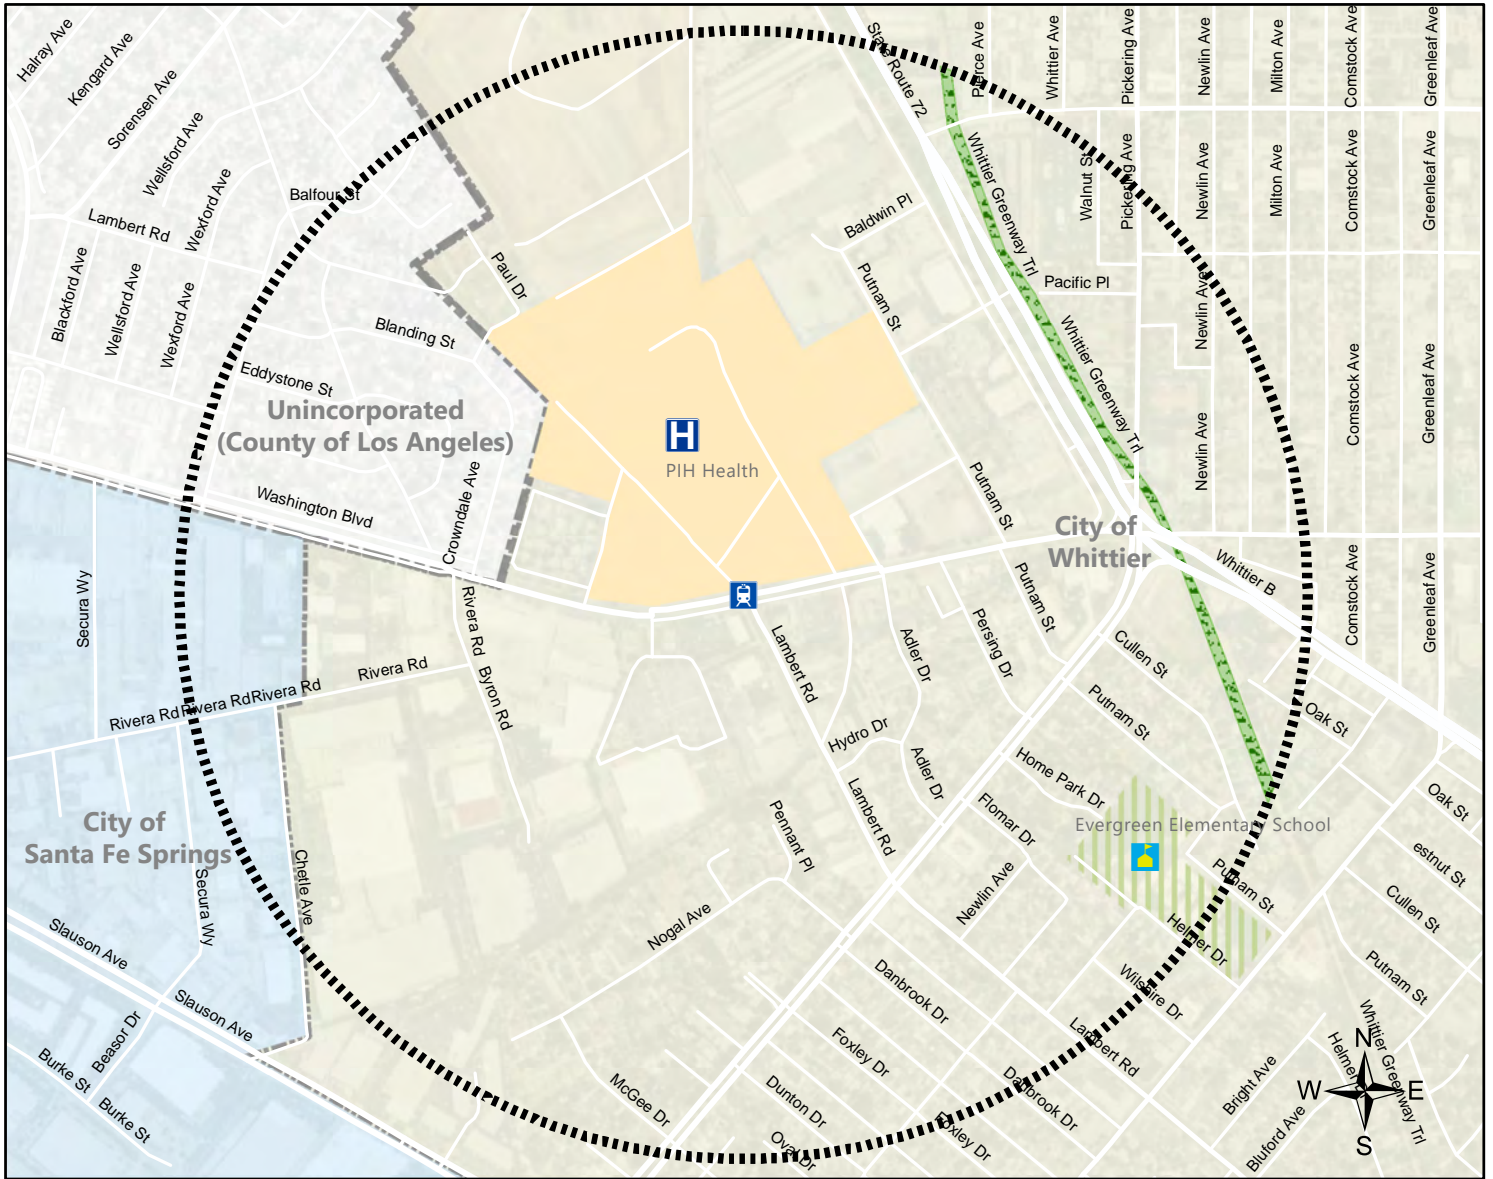 Halray Ave
Kengard Ave
Sorensen Ave
Wellsford Ave
Wexford Ave
Balfour St
Lambert Rd
Blackford Ave
Wellsford Ave
Wexford Ave
Paul Dr
Blanding St
Eddystone St
Unincorporated
(County of Los Angeles)
Washington Blvd
Crowndale Ave
State Route 72
Pierce Ave
Whittier Ave
Pickering Ave
Newlin Ave
Milton Ave
Comstock Ave
Greenleaf Ave
Whittier Greenway Trl
Walnut St
Pickering Ave
Newlin Ave
Milton Ave
Comstock Ave
Greenleaf Ave
Baldwin Pl
Putnam St
Pacific Pl
Newlin Ave
Whittier Greenway Trl
Comstock Ave
Greenleaf Ave
Newlin Ave
H
PIH Health
Putnam St
City of
Whittier
Whittier B
Comstock Ave
Greenleaf Ave
Secura Wy
Rivera Rd
Rivera Rd
Rivera Rd
Rivera Rd
Rivera Rd
Byron Rd
Lambert Rd
Adler Dr
Persing Dr
Putnam St
Cullen St
Putnam St
Oak St
Hydro Dr
Adler Dr
Home Park Dr
Flomar Dr
Lambert Rd
Pennant Pl
Evergreen Elementary School
Oak St
estnut St
Cullen St
Putnam St
City of
Santa Fe Springs
Chetle Ave
Secura Wy
Slauson Ave
Slauson Ave
Beasor Dr
Burke St
Burke St
Nogal Ave
Newlin Ave
Helmer Dr
Wilshire Dr
Putnam St
Danbrook Dr
Foxley Dr
Lambert Rd
Danbrook Dr
Foxley Dr
McGee Dr
Dunton Dr
Oval Dr
Bright Ave
Bluford Ave
Whittier Greenway Trl
N
W
E
S